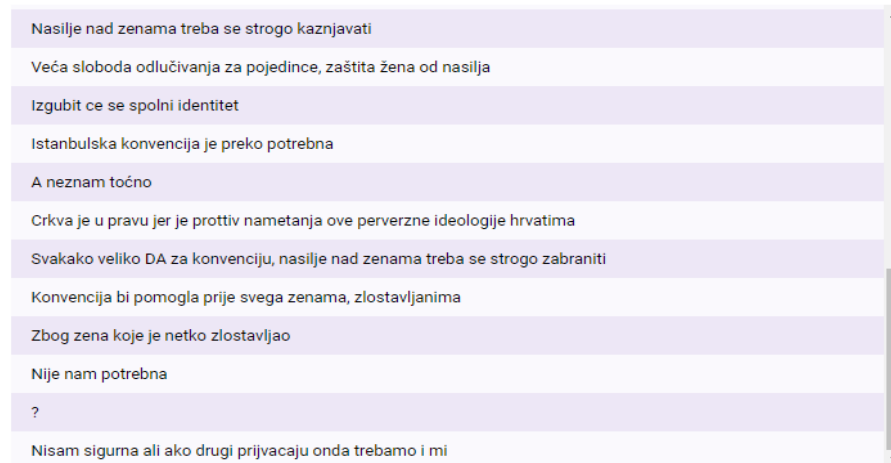 Nasilje nad zenama treba se strogo kaznjavati
Veća sloboda odlučivanja za pojedince, zaštita žena od nasilja
Izgubit ce se spolni identitet
Istanbulska konvencija je preko potrebna
A neznam toćno
Crkva je u pravu jer je prottiv nametanja ove perverzne ideologije hrvatima
Svakako veliko DA za konvenciju, nasilje nad zenama treba se strogo zabraniti
Konvencija bi pomogla prije svega zenama, zlostavljanima
Zbog zena koje je netko zlostavljao
Nije nam potrebna
?
Nisam sigurna ali ako drugi prijvacaju onda trebamo i mi